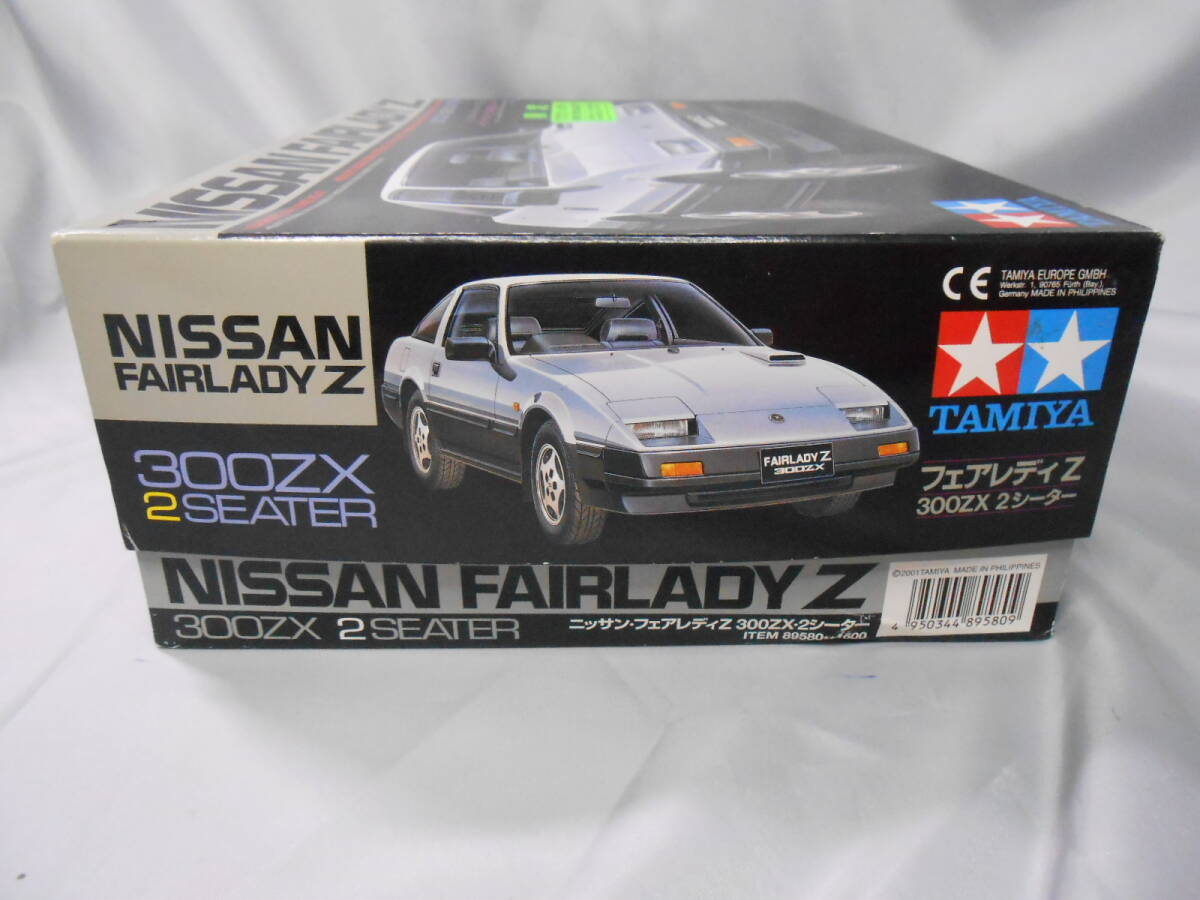 NISSAN FAIRLADY Z
NISSAN
FAIRLADY Z
300ZX
2SEATER
FAIRLADY Z
300ZX
CE
TAMIYA EUROPE GMBH
Werkstr. 1, 90765 Fürth (Bay.),
Germany MADE IN PHILIPPINES
TAMIYA
フェアレディZ
300ZX 2シーター
NISSAN FAIRLADY Z
300ZX 2 SEATER
ニッサン・フェアレディZ 300ZX・2シーター
ITEM 89580
©2001 TAMIYA MADE IN PHILIPPINES
4 950344 895809